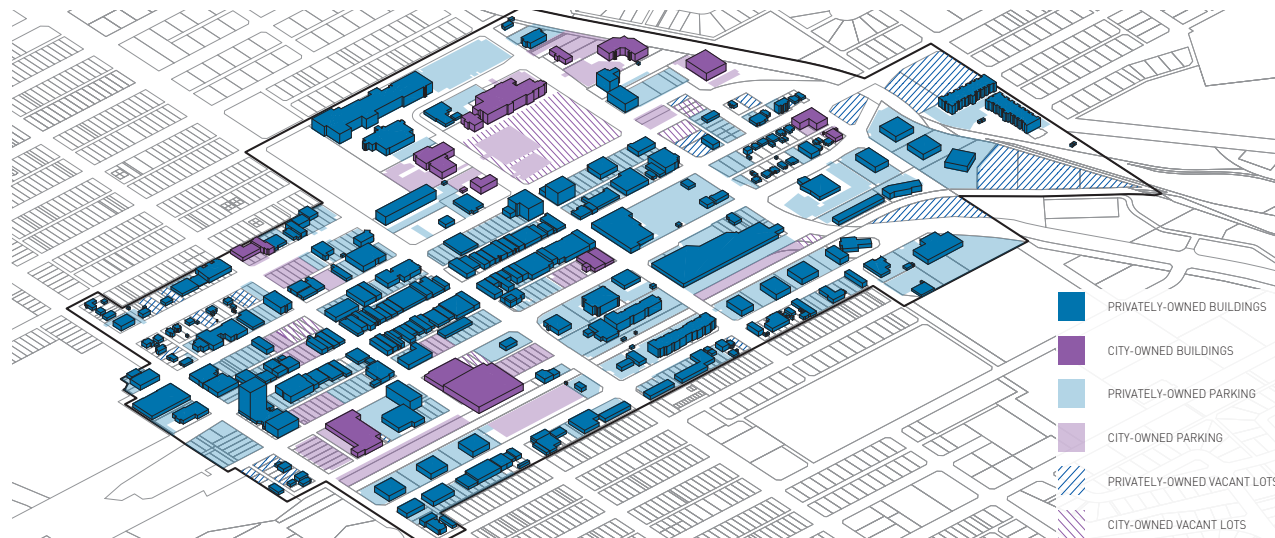 PRIVATELY-OWNED BUILDINGS
CITY-OWNED BUILDINGS
PRIVATELY-OWNED PARKING
CITY-OWNED PARKING
PRIVATELY-OWNED VACANT LOTS
CITY-OWNED VACANT LOTS